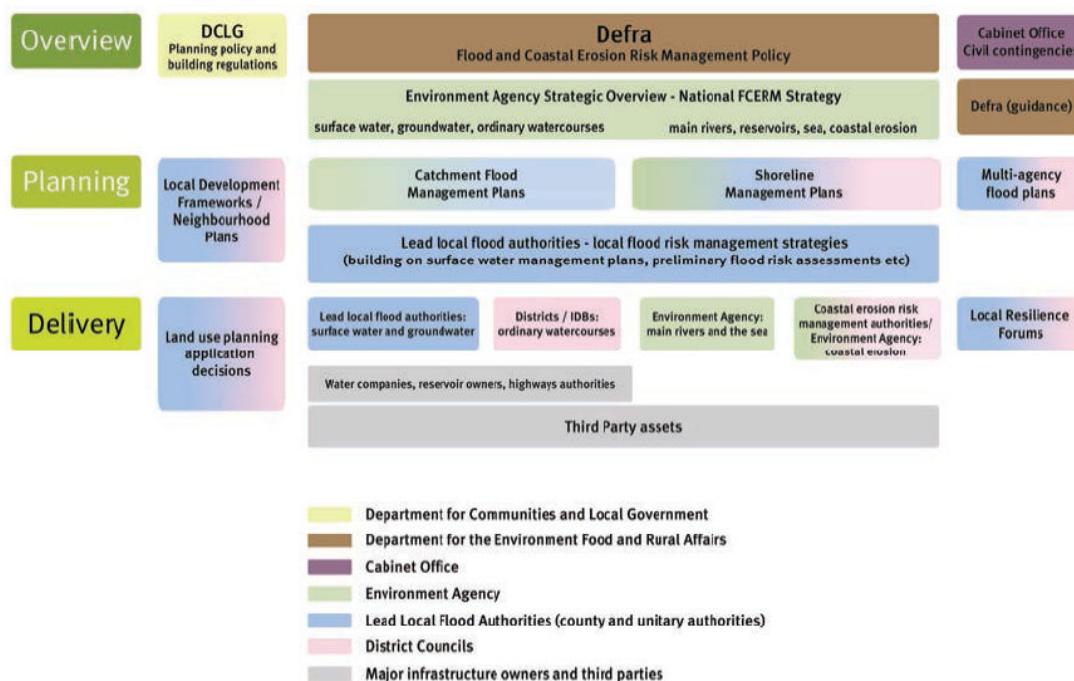 Overview
DCLG
Planning policy and
building regulations
Defra
Flood and Coastal Erosion Risk Management Policy
Cabinet Office
Civil contingencies
Environment Agency Strategic Overview - National FCERM Strategy
surface water, groundwater, ordinary watercourses
main rivers, reservoirs, sea, coastal erosion
Defra (guidance)
Planning
Local Development
Frameworks /
Neighbourhood
Plans
Catchment Flood
Management Plans
Shoreline
Management Plans
Multi-agency
flood plans
Lead local flood authorities - local flood risk management strategies
(building on surface water management plans, preliminary flood risk assessments etc)
Delivery
Land use planning
application
decisions
Lead local flood authorities:
surface water and groundwater
Districts / IDBs:
ordinary watercourses
Environment Agency:
main rivers and the sea
Coastal erosion risk
management authorities/
Environment Agency:
coastal erosion
Local Resilience
Forums
Water companies, reservoir owners, highways authorities
Third Party assets
Department for Communities and Local Government
Department for the Environment Food and Rural Affairs
Cabinet Office
Environment Agency
Lead Local Flood Authorities (county and unitary authorities)
District Councils
Major infrastructure owners and third parties